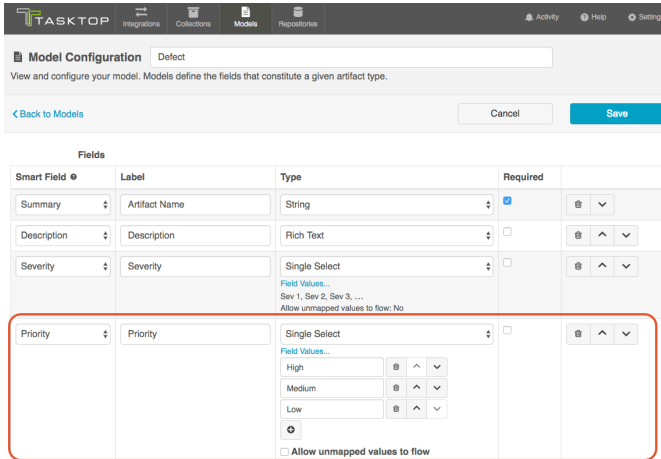 TASKTOP
Integrations
Collections
Models
Repositories
Activity
Help
Setting
Model Configuration
Defect
View and configure your model. Models define the fields that constitute a given artifact type.
Back to Models
Cancel
Save
Fields
Smart Field
Label
Type
Required
Summary
Artifact Name
String
Description
Description
Rich Text
Severity
Severity
Single Select
Field Values...
Sev 1, Sev 2, Sev 3, ...
Allow unmapped values to flow: No
Priority
Priority
Single Select
Field Values...
High
Medium
Low
Allow unmapped values to flow